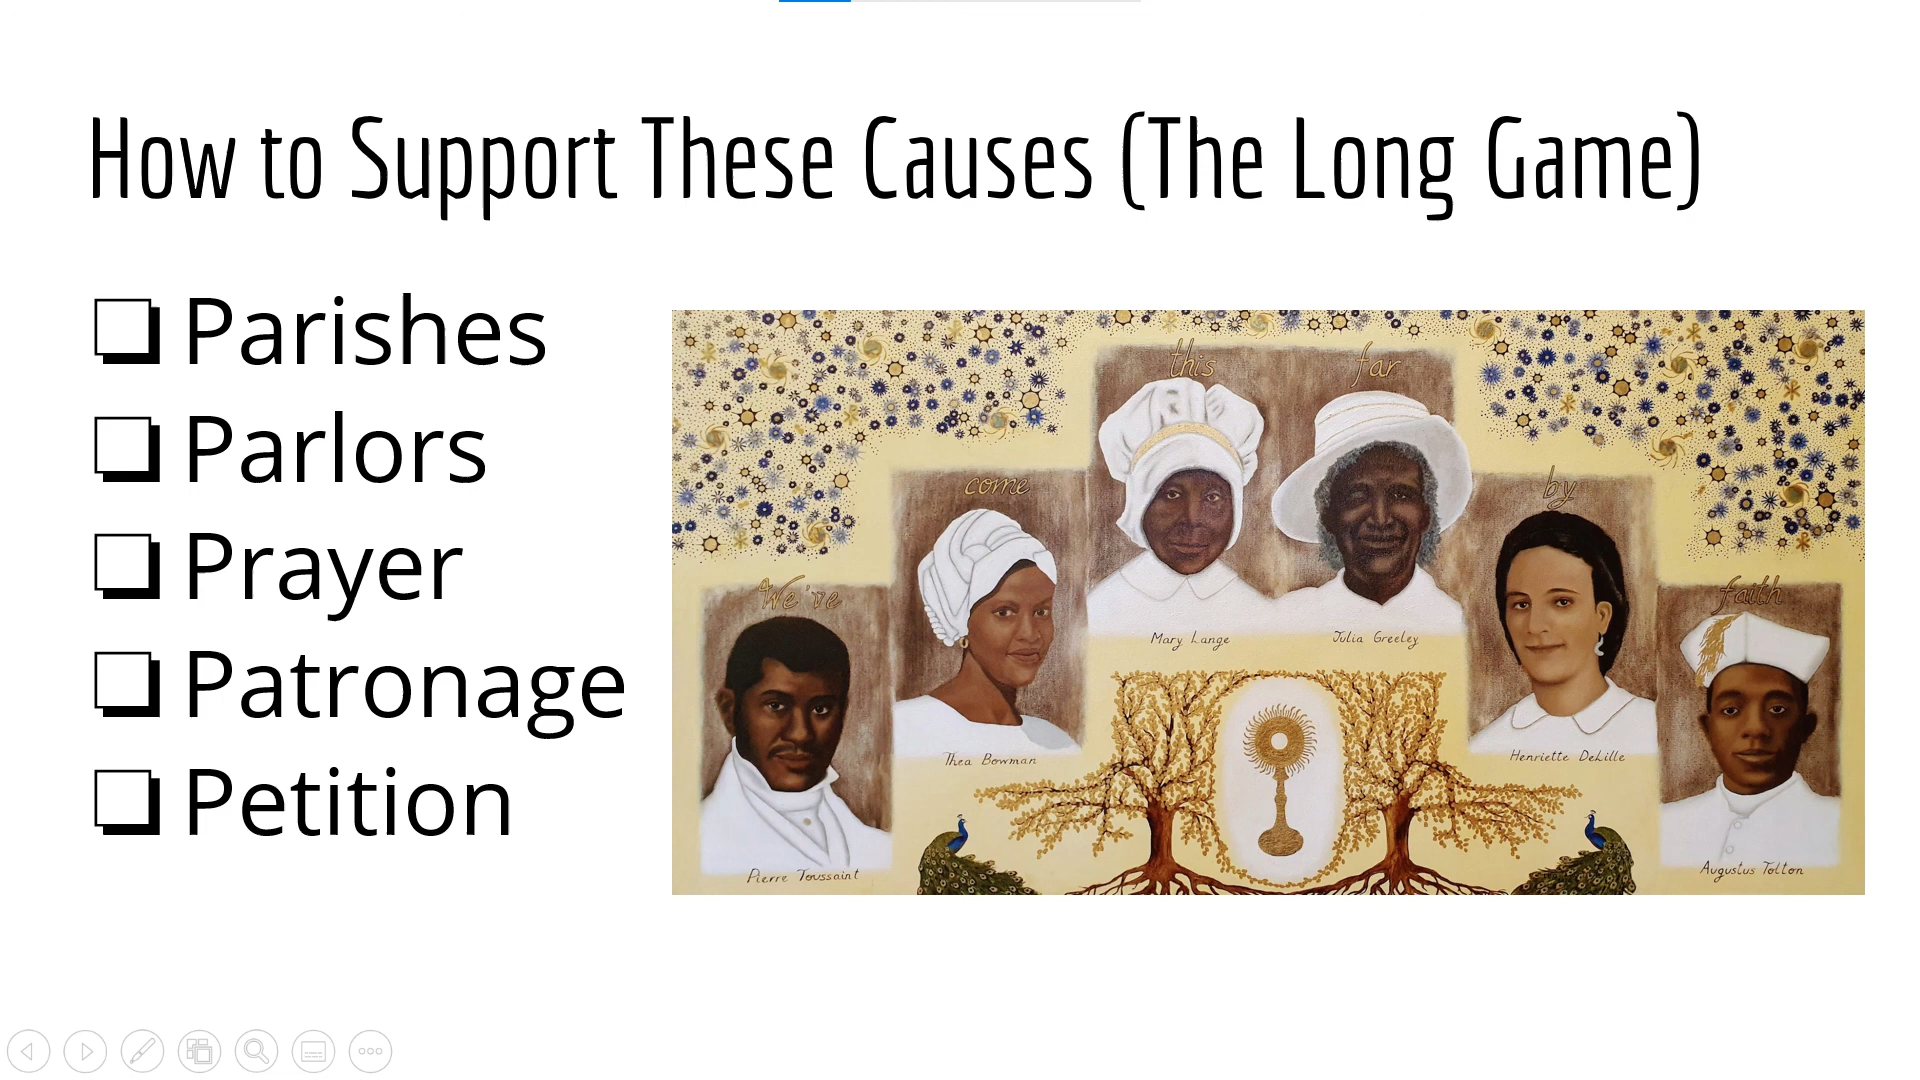 How to Support These Causes (The Long Game)
Parishes
Parlors
Prayer
Patronage
Petition
We've
come
this
far
by
faith
Pierre Toussaint
Thea Bowman
Mary Lange
Julia Greeley
Henriette DeLille
Augustus Tolton